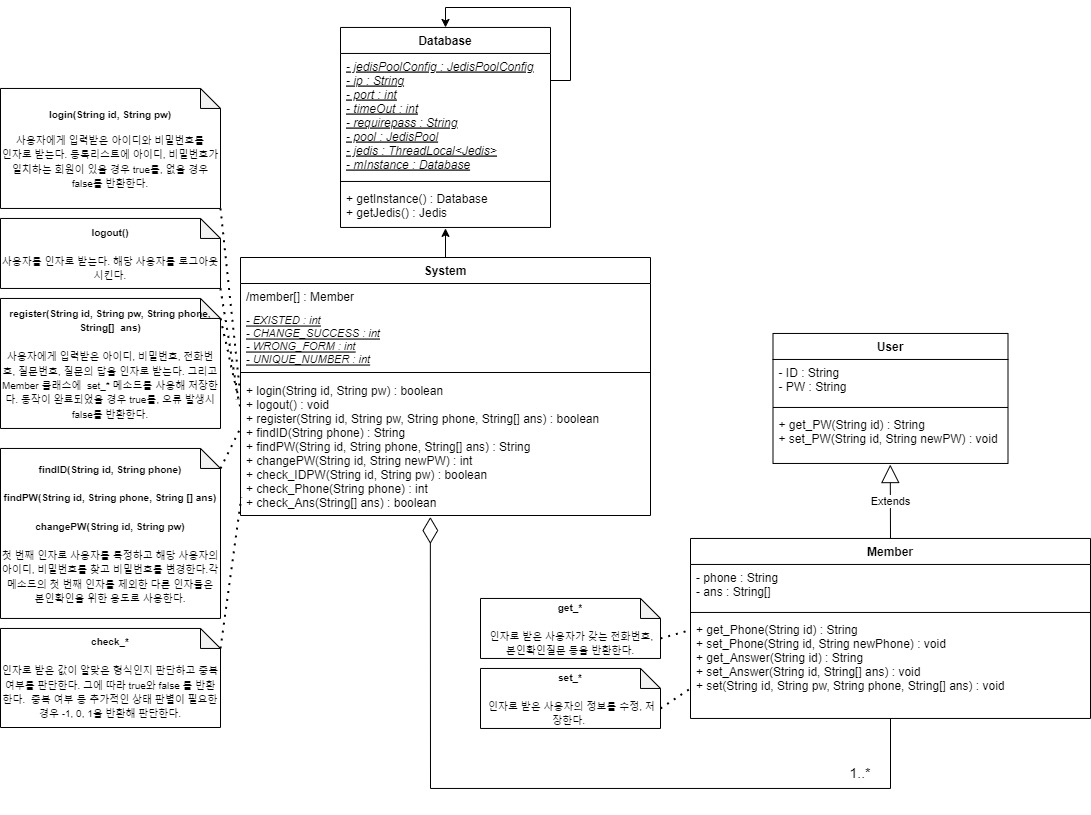 Database
- jedisPoolConfig : JedisPoolConfig
- ip : String
- port : int
- timeOut : int
- requirepass : String
- pool : JedisPool
- jedis : ThreadLocal<Jedis>
- mInstance : Database
+ getInstance() : Database
+ getJedis() : Jedis
login(String id, String pw)
사용자에게 입력받은 아이디와 비밀번호를
인자로 받는다. 등록리스트에 아이디, 비밀번호가
일치하는 회원이 있을 경우 true를, 없을 경우
false를 반환한다.
logout()
사용자를 인자로 받는다. 해당 사용자를 로그아웃
시킨다.
register(String id, String pw, String phone,
String[] ans)
사용자에게 입력받은 아이디, 비밀번호, 전화번
호, 질문번호, 질문의 답을 인자로 받는다. 그리고
Member 클래스에 set_* 메소드를 사용해 저장한
다. 동작이 완료되었을 경우 true를, 오류 발생시
false를 반환한다.
findID(String id, String phone)
findPW(String id, String phone, String [] ans)
changePW(String id, String pw)
첫 번째 인자로 사용자를 특정하고 해당 사용자의
아이디, 비밀번호를 찾고 비밀번호를 변경한다.각
메소드의 첫 번째 인자를 제외한 다른 인자들은
본인확인을 위한 용도로 사용한다.
check_*
인자로 받은 값이 알맞은 형식인지 판단하고 중복
여부를 판단한다. 그에 따라 true와 false 를 반환
한다. 중복 여부 등 추가적인 상태 판별이 필요한
경우 -1, 0, 1을 반환해 판단한다.
System
/member[] : Member
- EXISTED : int
- CHANGE_SUCCESS : int
- WRONG_FORM : int
- UNIQUE_NUMBER : int
+ login(String id, String pw) : boolean
+ logout() : void
+ register(String id, String pw, String phone, String[] ans) : boolean
+ findID(String phone) : String
+ findPW(String id, String phone, String[] ans) : String
+ changePW(String id, String newPW) : int
+ check_IDPW(String id, String pw) : boolean
+ check_Phone(String phone) : int
+ check_Ans(String[] ans) : boolean
User
- ID : String
- PW : String
+ get_PW(String id) : String
+ set_PW(String id, String newPW) : void
Extends
Member
- phone : String
- ans : String[]
+ get_Phone(String id) : String
+ set_Phone(String id, String newPhone) : void
+ get_Answer(String id) : String
+ set_Answer(String id, String[] ans) : void
+ set(String id, String pw, String phone, String[] ans) : void
get_*
인자로 받은 사용자가 갖는 전화번호,
본인확인질문 등을 반환한다.
set_*
인자로 받은 사용자의 정보를 수정, 저
장한다.
1..*